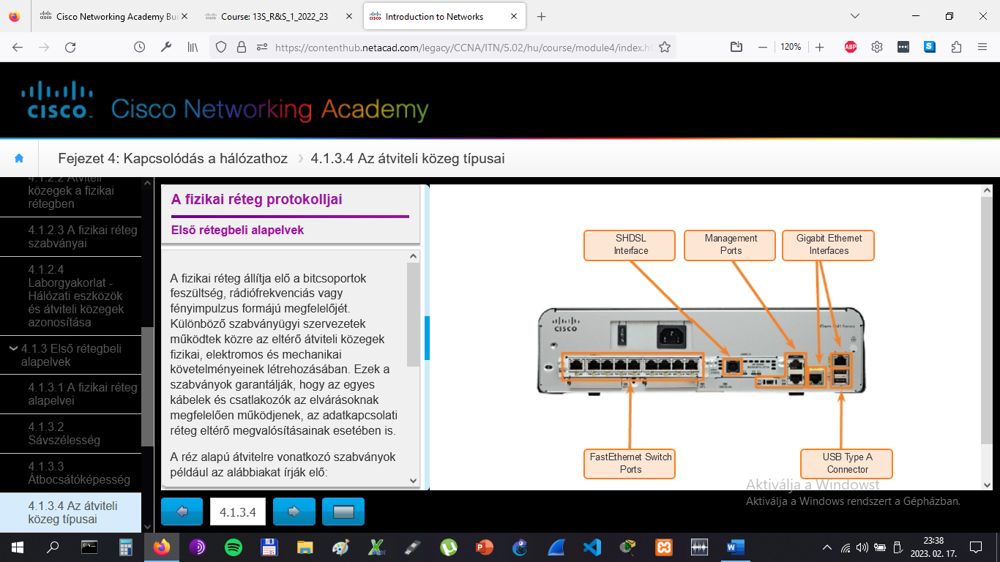 Cisco Networking Academy Bui
Course: 13S_R&S_1_2022_23
Introduction to Networks
https://contenthub.netacad.com/legacy/CCNA/ITN/5.02/hu/course/module4/index.ht
120%
ABP
CISCO
Cisco Networking Academy
Fejezet 4: Kapcsolódás a hálózathoz
4.1.3.4 Az átviteli közeg típusai
4.1.2.2 Átviteli
közegek a fizikai
rétegben
4.1.2.3 A fizikai réteg
szabványai
4.1.2.4
Laborgyakorlat -
Hálózati eszközök
és átviteli közegek
azonosítása
4.1.3 Első rétegbeli
alapelvek
4.1.3.1 A fizikai réteg
alapelvei
4.1.3.2
Sávszélesség
4.1.3.3
Átbocsátóképesség
4.1.3.4 Az átviteli
közeg típusai
A fizikai réteg protokolljai
Első rétegbeli alapelvek
A fizikai réteg állítja elő a bitcsoportok
feszültség, rádiófrekvenciás vagy
fényimpulzus formájú megfelelőjét.
Különböző szabványügyi szervezetek
működtek közre az eltérő átviteli közegek
fizikai, elektromos és mechanikai
követelményeinek létrehozásában. Ezek a
szabványok garantálják, hogy az egyes
kábelek és csatlakozók az elvárásoknak
megfelelően működjenek, az adatkapcsolati
réteg eltérő megvalósításainak esetében is.
A réz alapú átvitelre vonatkozó szabványok
például az alábbiakat írják elő:
SHDSL
Interface
Management
Ports
Gigabit Ethernet
Interfaces
CISCO
FastEthernet Switch
Ports
USB Type A
Connector
Aktiválja a Windowst
Aktiválja a Windows rendszert a Gépházban.
4.1.3.4
23:38
2023. 02. 17.